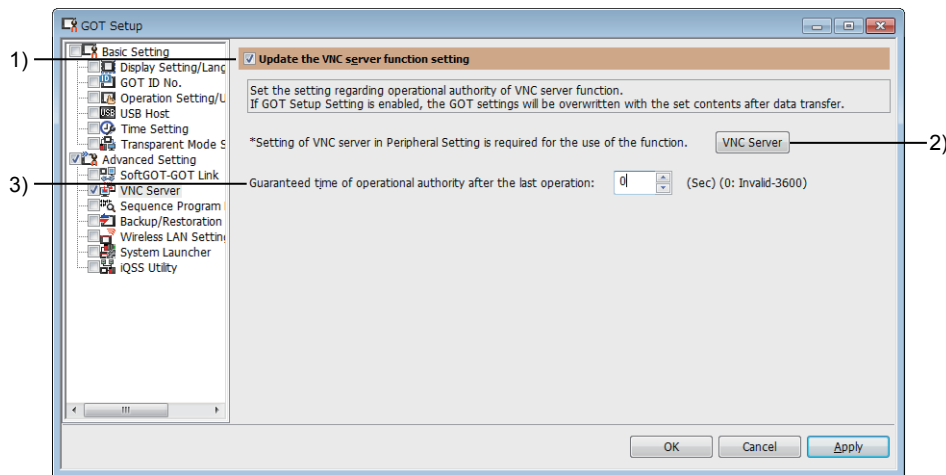 GOT Setup
1)
Basic Setting
Display Setting/Lang
GOT ID No.
Operation Setting/U
USB Host
Time Setting
Transparent Mode S
Advanced Setting
SoftGOT-GOT Link
VNC Server
Sequence Program
Backup/Restoration
Wireless LAN Setting
System Launcher
iQSS Utility
Update the VNC server function setting
Set the setting regarding operational authority of VNC server function.
If GOT Setup Setting is enabled, the GOT settings will be overwritten with the set contents after data transfer.
*Setting of VNC server in Peripheral Setting is required for the use of the function. VNC Server 2)
3) Guaranteed time of operational authority after the last operation: 0 (Sec) (0: Invalid-3600)
OK Cancel Apply